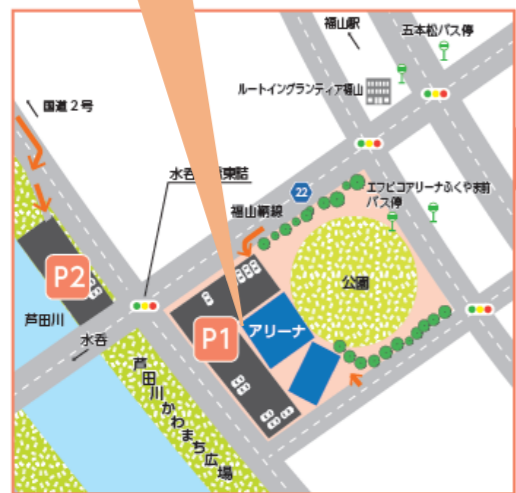 福山駅
五本松バス停
ルートイングランティア福山
国道2号
水呑 東詰
22
エフピコアリーナふくやま前
バス停
福山鞆線
公園
P2
芦田川
水呑
P1
アリーナ
芦田川かわまち広場